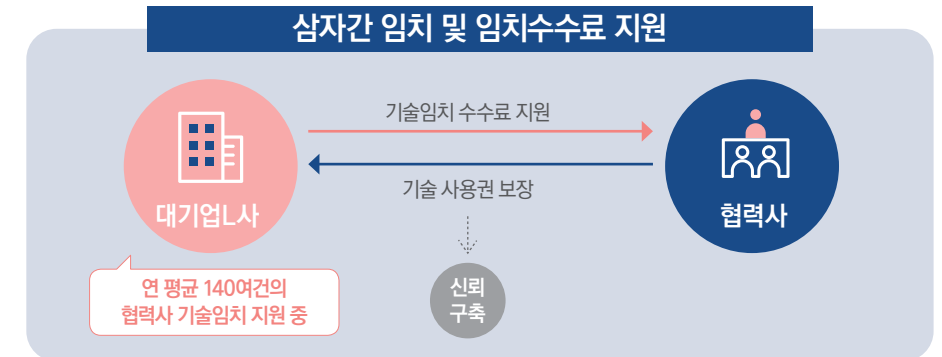 삼자간 임치 및 임치수수료 지원
기술임치 수수료 지원
대기업L사
기술 사용권 보장
협력사
연 평균 140여건의
협력사 기술임치 지원 중
신뢰
구축